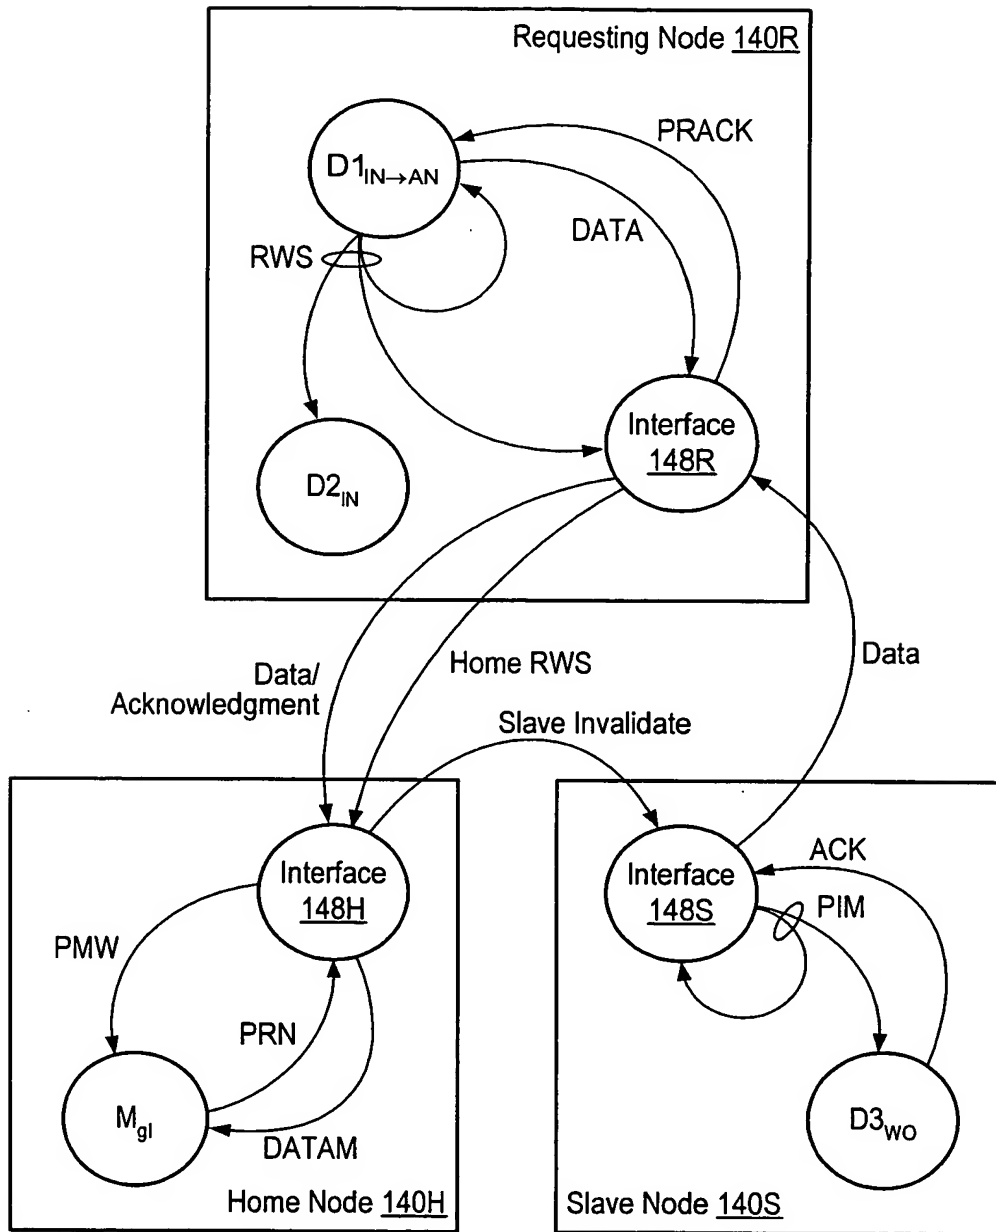 Requesting Node 140R
D1IN→AN
PRACK
DATA
RWS
Interface
148R
D2IN
Data/
Acknowledgment
Home RWS
Data
Slave Invalidate
Interface
148H
Interface
148S
ACK
PIM
PMW
PRN
Mgl
DATAM
D3WO
Home Node 140H
Slave Node 140S